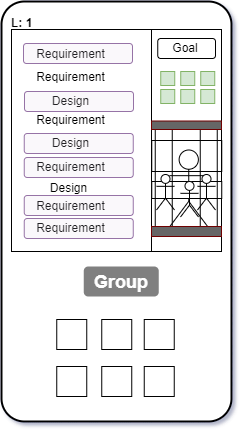 L: 1
Requirement
Requirement
Design
Requirement
Design
Requirement
Design
Requirement
Requirement
Goal
Group